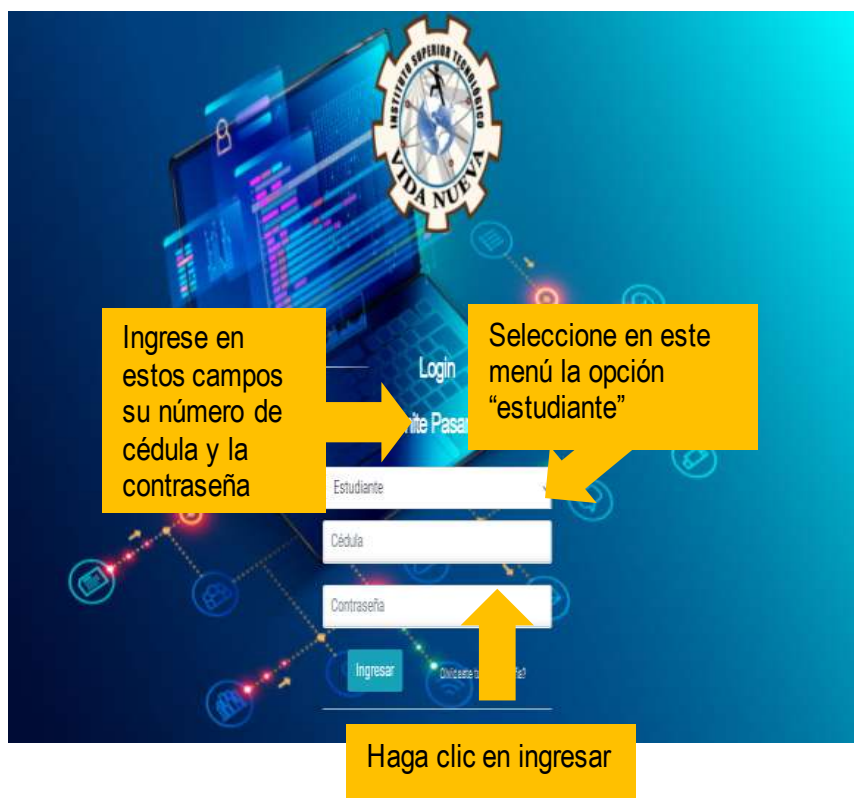 INSTITUTO SUPERIOR TECNOLÓGICO
VIDA NUEVA
Ingrese en
estos campos
su número de
cédula y la
contraseña
Seleccione en este
menú la opción
“estudiante”
Login
Estudiante
Cédula
Contraseña
Ingresar
Haga clic en ingresar